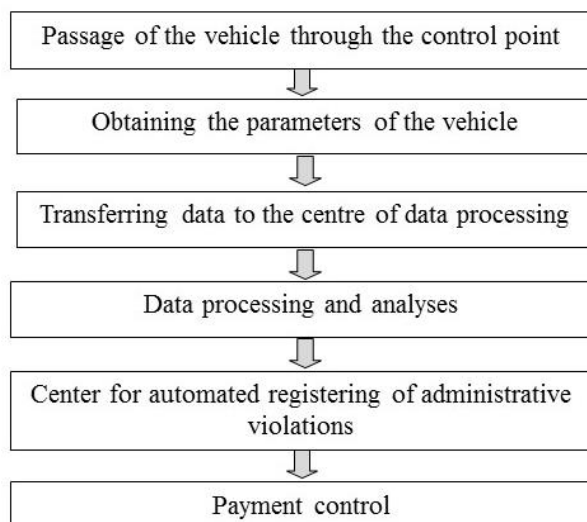 Passage of the vehicle through the control point
Obtaining the parameters of the vehicle
Transferring data to the centre of data processing
Data processing and analyses
Center for automated registering of administrative
violations
Payment control